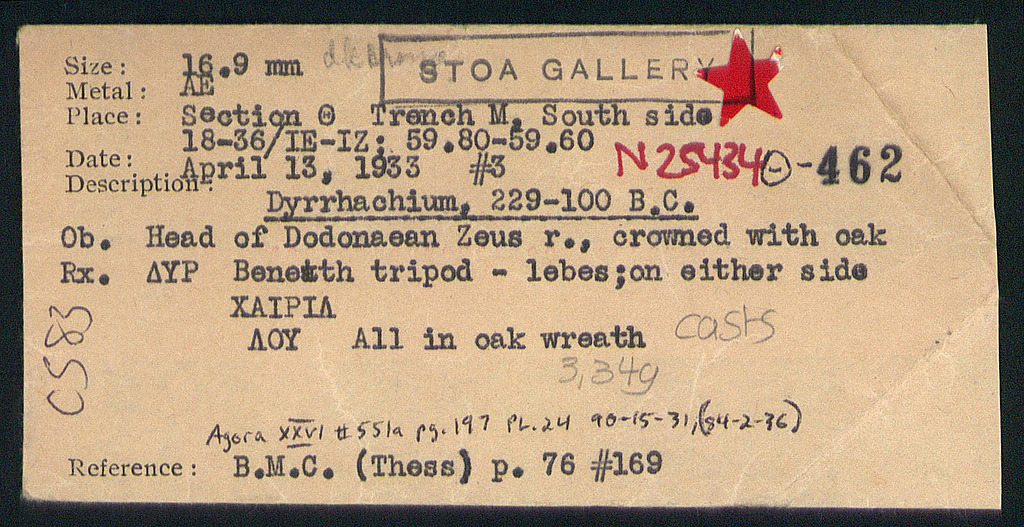 Size: 16.9 mm
STOA GALLERY
Metal: AE
Place: Section Θ Trench M, South side
18-36/IE-IZ; 59.80-59.60
Date: April 13, 1933 #3
N 25434 Θ-462
Description:
Dyrrhachium, 229-100 B.C.
Ob. Head of Dodonaean Zeus r., crowned with oak
Rx. ΔΥΡ Beneath tripod - lebes;on either side
ΧΑΙΡΙΔ
ΛΟΥ All in oak wreath casts
3,34g
C583
Agora XXVI #551a pg. 197 PL. 24 90-15-31, (84-2-36)
Reference: B.M.C. (Thess) p. 76 #169